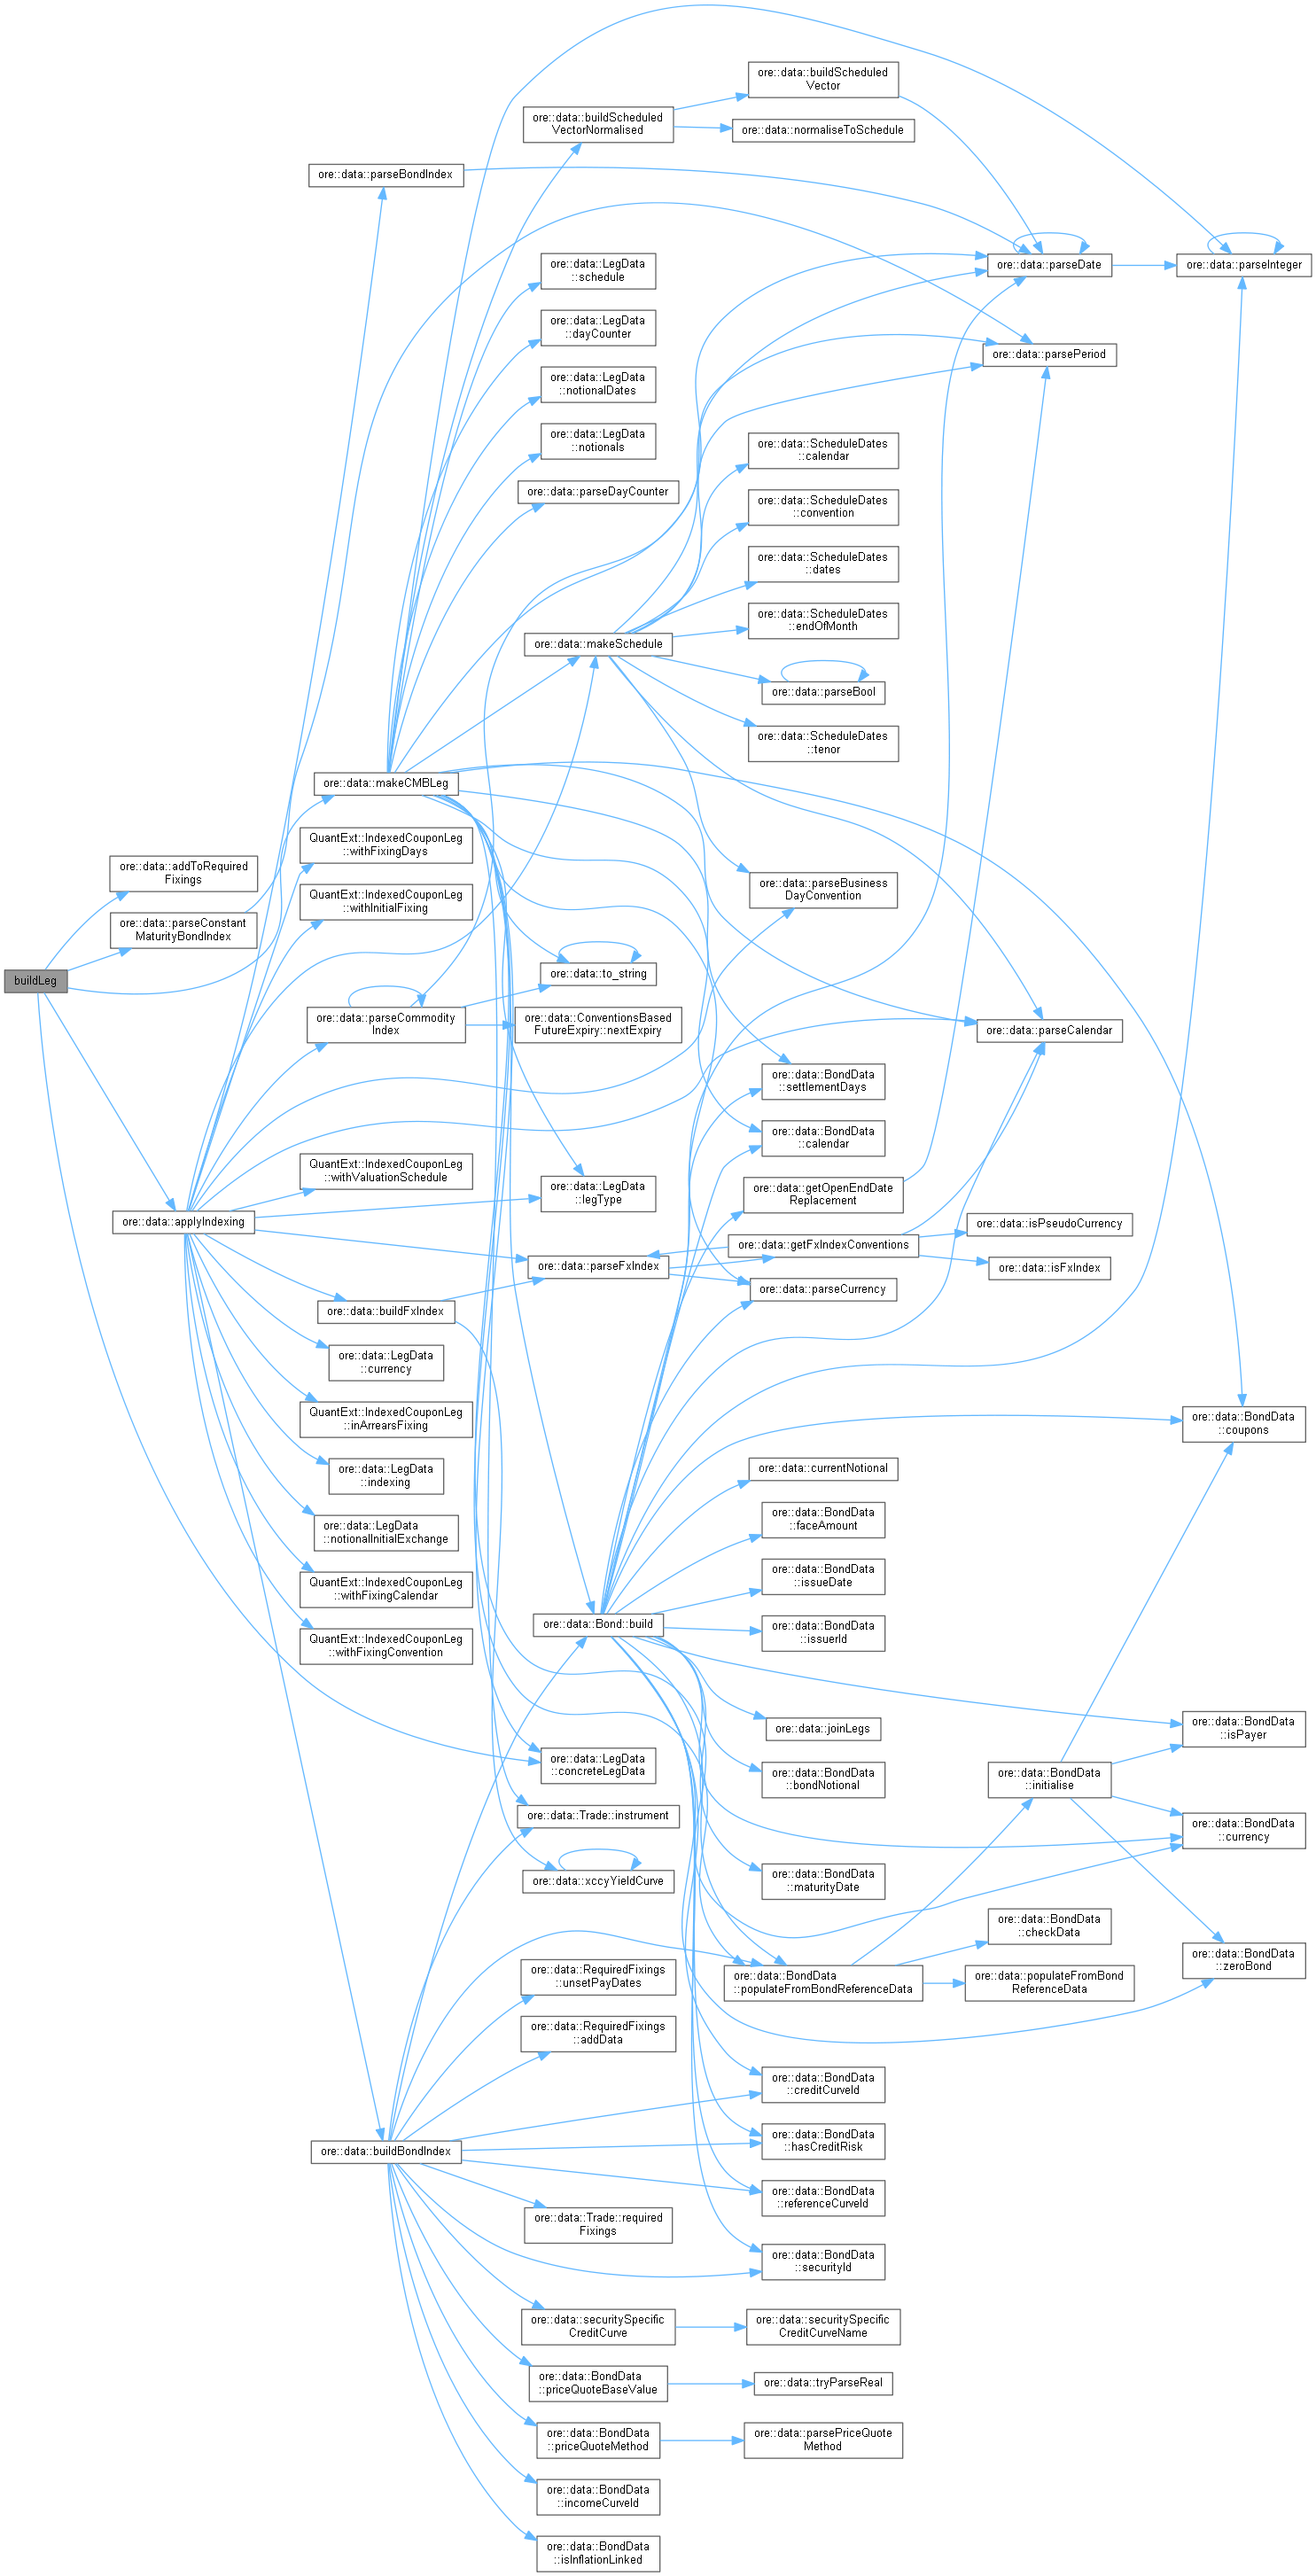 ore::data::buildScheduled
Vector
ore::data::buildScheduled
VectorNormalised
ore::data::normaliseToSchedule
ore::data::parseBondIndex
ore::data::LegData
::schedule
ore::data::parseDate
ore::data::parseInteger
ore::data::LegData
::dayCounter
ore::data::parsePeriod
ore::data::LegData
::notionalDates
ore::data::LegData
::notionals
ore::data::ScheduleDates
::calendar
ore::data::parseDayCounter
ore::data::ScheduleDates
::convention
ore::data::ScheduleDates
::dates
ore::data::ScheduleDates
::endOfMonth
ore::data::makeSchedule
ore::data::parseBool
ore::data::ScheduleDates
::tenor
ore::data::makeCMBLeg
QuantExt::IndexedCouponLeg
::withFixingDays
ore::data::addToRequired
Fixings
QuantExt::IndexedCouponLeg
::withInitialFixing
ore::data::parseBusiness
DayConvention
ore::data::parseConstant
MaturityBondIndex
buildLeg
ore::data::to_string
ore::data::parseCommodity
Index
ore::data::ConventionsBased
FutureExpiry::nextExpiry
ore::data::parseCalendar
ore::data::BondData
::settlementDays
ore::data::BondData
::calendar
QuantExt::IndexedCouponLeg
::withValuationSchedule
ore::data::LegData
::legType
ore::data::getOpenEndDate
Replacement
ore::data::applyIndexing
ore::data::isPseudoCurrency
ore::data::getFxIndexConventions
ore::data::parseFxIndex
ore::data::isFxIndex
ore::data::parseCurrency
ore::data::buildFxIndex
ore::data::LegData
::currency
QuantExt::IndexedCouponLeg
::inArrearsFixing
ore::data::BondData
::coupons
ore::data::LegData
::indexing
ore::data::currentNotional
ore::data::LegData
::notionalInitialExchange
ore::data::BondData
::faceAmount
QuantExt::IndexedCouponLeg
::withFixingCalendar
ore::data::BondData
::issueDate
QuantExt::IndexedCouponLeg
::withFixingConvention
ore::data::Bond::build
ore::data::BondData
::issuerId
ore::data::joinLegs
ore::data::BondData
::isPayer
ore::data::LegData
::concreteLegData
ore::data::BondData
::bondNotional
ore::data::BondData
::initialise
ore::data::Trade::instrument
ore::data::BondData
::currency
ore::data::xccyYieldCurve
ore::data::BondData
::maturityDate
ore::data::BondData
::checkData
ore::data::BondData
::zeroBond
ore::data::RequiredFixings
::unsetPayDates
ore::data::BondData
::populateFromBondReferenceData
ore::data::populateFromBond
ReferenceData
ore::data::RequiredFixings
::addData
ore::data::BondData
::creditCurveId
ore::data::buildBondIndex
ore::data::BondData
::hasCreditRisk
ore::data::BondData
::referenceCurveId
ore::data::Trade::required
Fixings
ore::data::BondData
::securityId
ore::data::securitySpecific
CreditCurve
ore::data::securitySpecific
CreditCurveName
ore::data::BondData
::priceQuoteBaseValue
ore::data::tryParseReal
ore::data::BondData
::priceQuoteMethod
ore::data::parsePriceQuote
Method
ore::data::BondData
::incomeCurveId
ore::data::BondData
::isInflationLinked